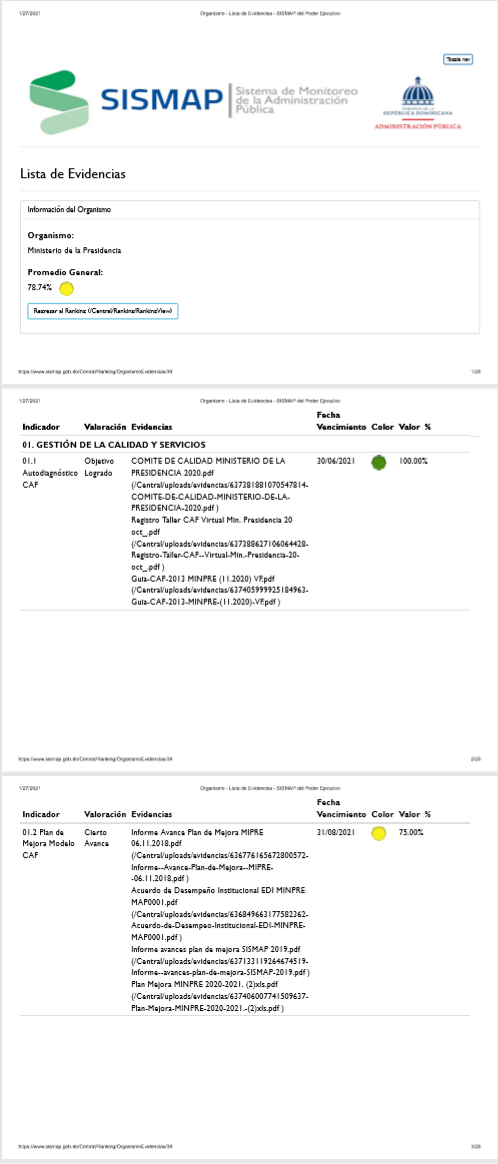 1/27/2021 Organismo - Lista de Evidencias - SISMAP del Poder Ejecutivo
Toggle nav
SISMAP
Sistema de Monitoreo
de la Administración
Pública
REPÚBLICA DOMINICANA
ADMINISTRACIÓN PÚBLICA
Lista de Evidencias
Información del Organismo
Organismo:
Ministerio de la Presidencia
Promedio General:
78.74%
Regresar al Ranking (/Central/Ranking/RankingView)
https://www.sismap.gob.do/Central/Ranking/OrganismoEvidencias/39 1/20
1/27/2021 Organismo - Lista de Evidencias - SISMAP del Poder Ejecutivo
Fecha
Indicador Valoración Evidencias Vencimiento Color Valor %
01. GESTIÓN DE LA CALIDAD Y SERVICIOS
01.1 Objetivo COMITE DE CALIDAD MINISTERIO DE LA 30/06/2021 100.00%
Autodiagnóstico Logrado PRESIDENCIA 2020.pdf
CAF (/Central/uploads/evidencias/637381881070547814-
COMITE-DE-CALIDAD-MINISTERIO-DE-LA-
PRESIDENCIA-2020.pdf )
Registro Taller CAF Virtual Min. Presidencia 20
oct_.pdf
(/Central/uploads/evidencias/637388627106064428-
Registro-Taller-CAF--Virtual-Min.-Presidencia-20-
oct_.pdf )
Guia-CAF-2013 MINPRE (11.2020) VF.pdf
(/Central/uploads/evidencias/637405999925184963-
Guia-CAF-2013-MINPRE-(11.2020)-VF.pdf )
https://www.sismap.gob.do/Central/Ranking/OrganismoEvidencias/39 2/20
1/27/2021 Organismo - Lista de Evidencias - SISMAP del Poder Ejecutivo
Fecha
Indicador Valoración Evidencias Vencimiento Color Valor %
01.2 Plan de Cierto Informe Avance Plan de Mejora MIPRE 31/08/2021 75.00%
Mejora Modelo Avance 06.11.2018.pdf
CAF (/Central/uploads/evidencias/636776165672800572-
Informe--Avance-Plan-de-Mejora--MIPRE-
-06.11.2018.pdf )
Acuerdo de Desempeño Institucional EDI MINPRE
MAP0001.pdf
(/Central/uploads/evidencias/636849663177582362-
Acuerdo-de-Desempeo-Institucional-EDI-MINPRE-
MAP0001.pdf )
Informe avances plan de mejora SISMAP 2019.pdf
(/Central/uploads/evidencias/637133119264674519-
Informe--avances-plan-de-mejora-SISMAP-2019.pdf )
Plan Mejora MINPRE 2020-2021. (2)xls.pdf
(/Central/uploads/evidencias/637406007741509637-
Plan-Mejora-MINPRE-2020-2021.-(2)xls.pdf )
https://www.sismap.gob.do/Central/Ranking/OrganismoEvidencias/39 3/20